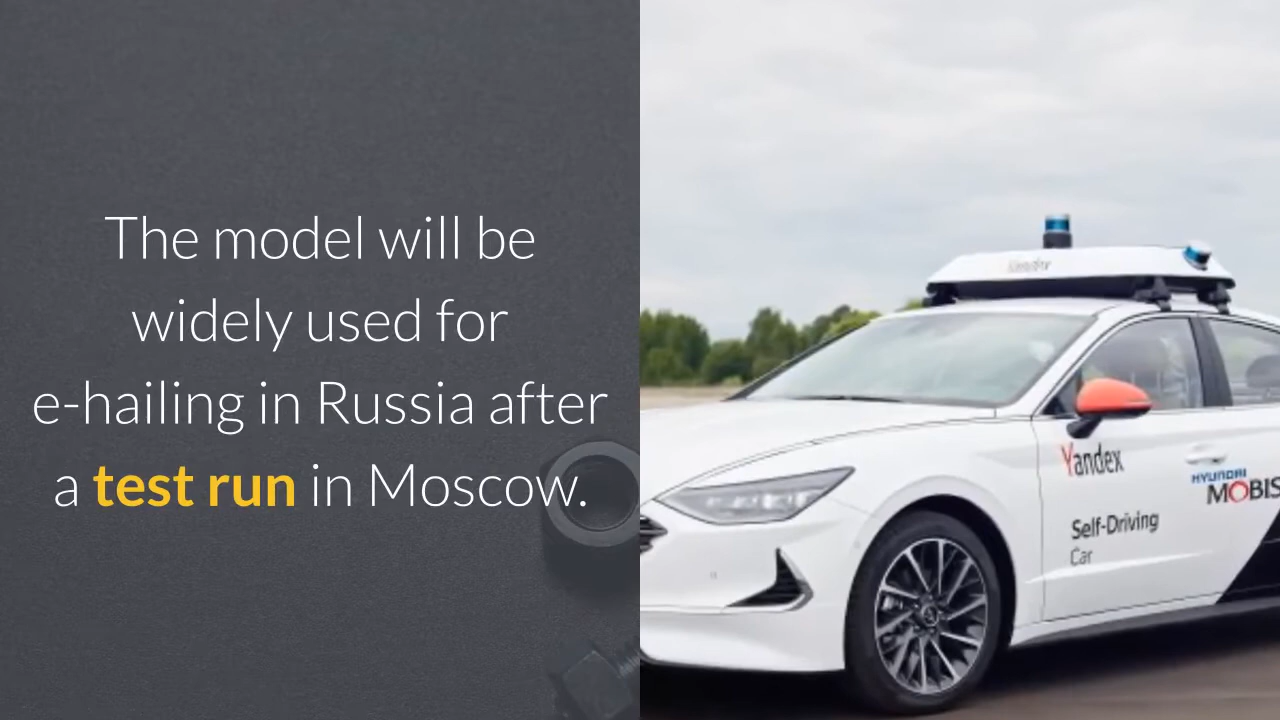 The model will be
widely used for
e-hailing in Russia after
a test run in Moscow.
Yandex
Yandex
HYUNDAI
MOBIS
Self-Driving
Car